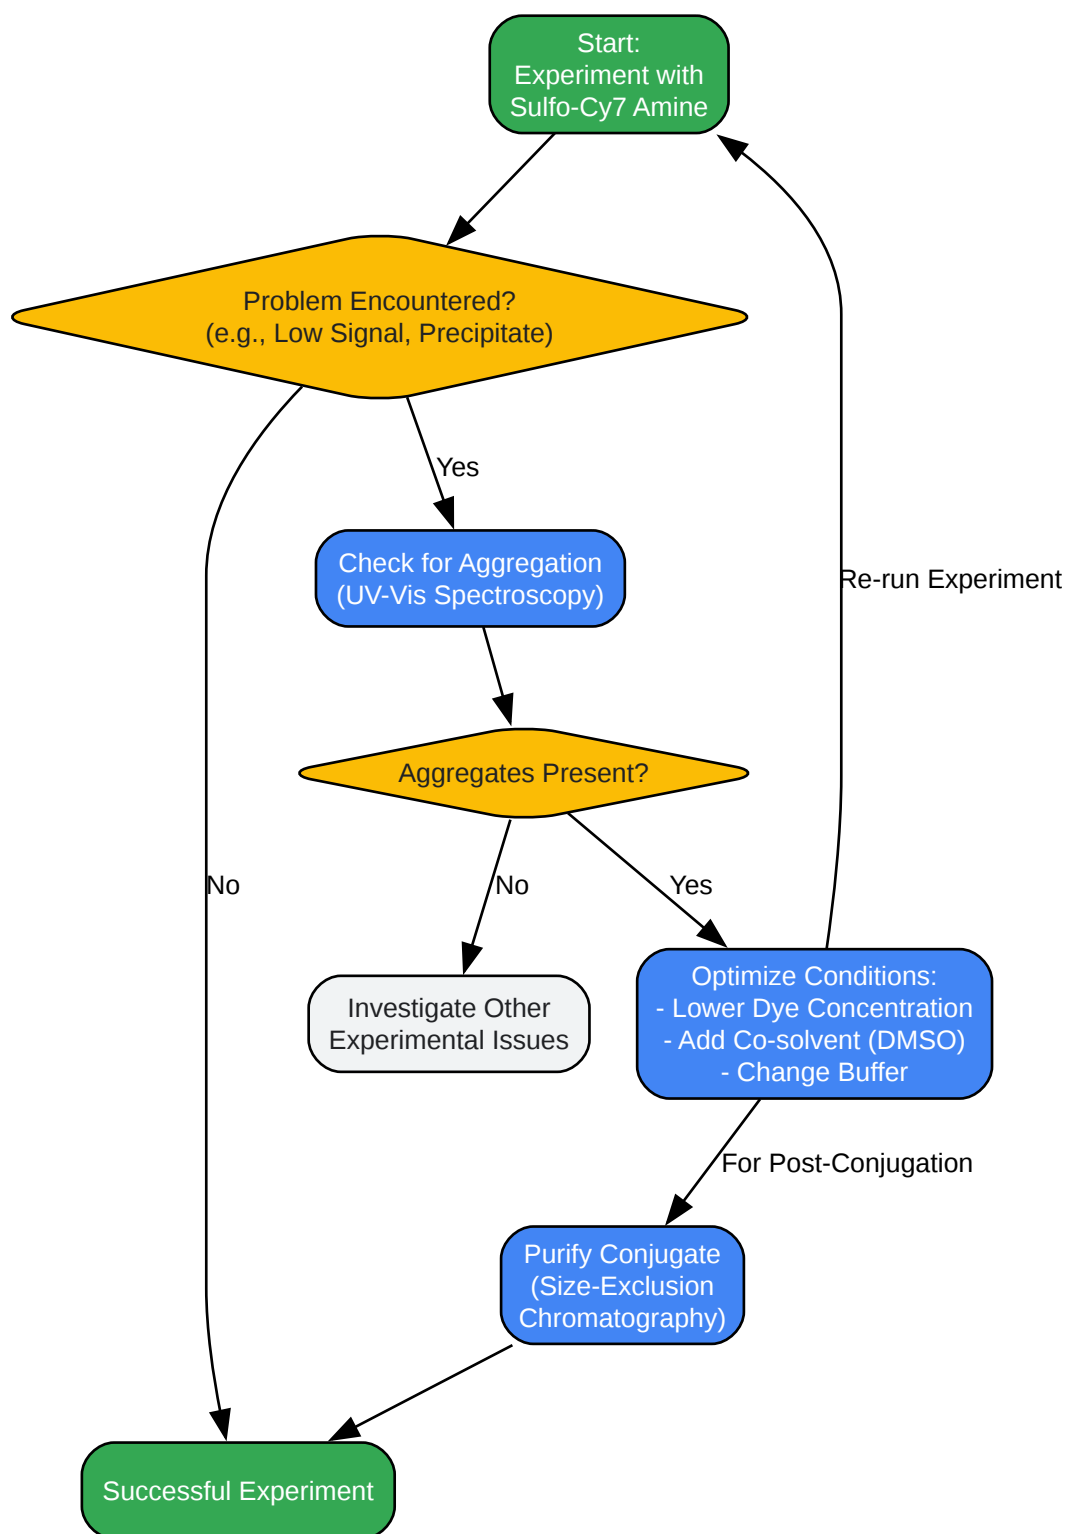 Start:
Experiment with
Sulfo-Cy7 Amine
Problem Encountered?
(e.g., Low Signal, Precipitate)
Yes
Check for Aggregation
(UV-Vis Spectroscopy)
Re-run Experiment
Aggregates Present?
No
No
Yes
Investigate Other
Experimental Issues
Optimize Conditions:
- Lower Dye Concentration
- Add Co-solvent (DMSO)
- Change Buffer
For Post-Conjugation
Purify Conjugate
(Size-Exclusion
Chromatography)
Successful Experiment